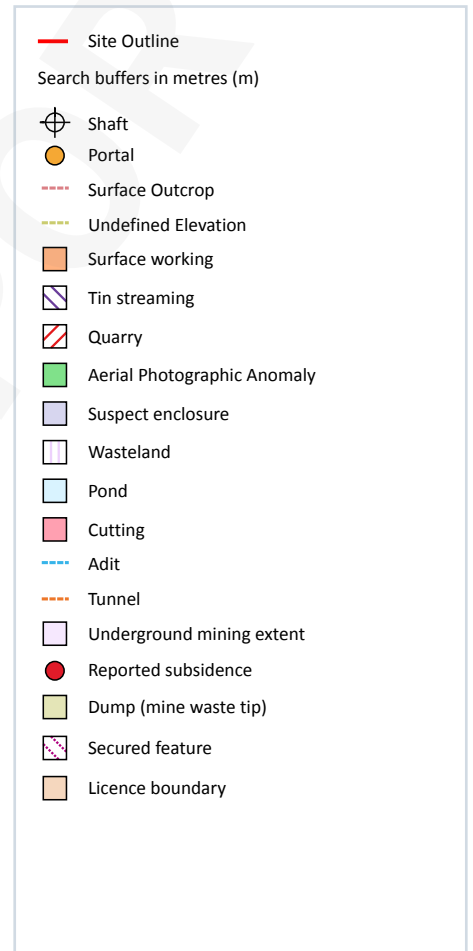 Site Outline
Search buffers in metres (m)
Shaft
Portal
Surface Outcrop
Undefined Elevation
Surface working
Tin streaming
Quarry
Aerial Photographic Anomaly
Suspect enclosure
Wasteland
Pond
Cutting
Adit
Tunnel
Underground mining extent
Reported subsidence
Dump (mine waste tip)
Secured feature
Licence boundary